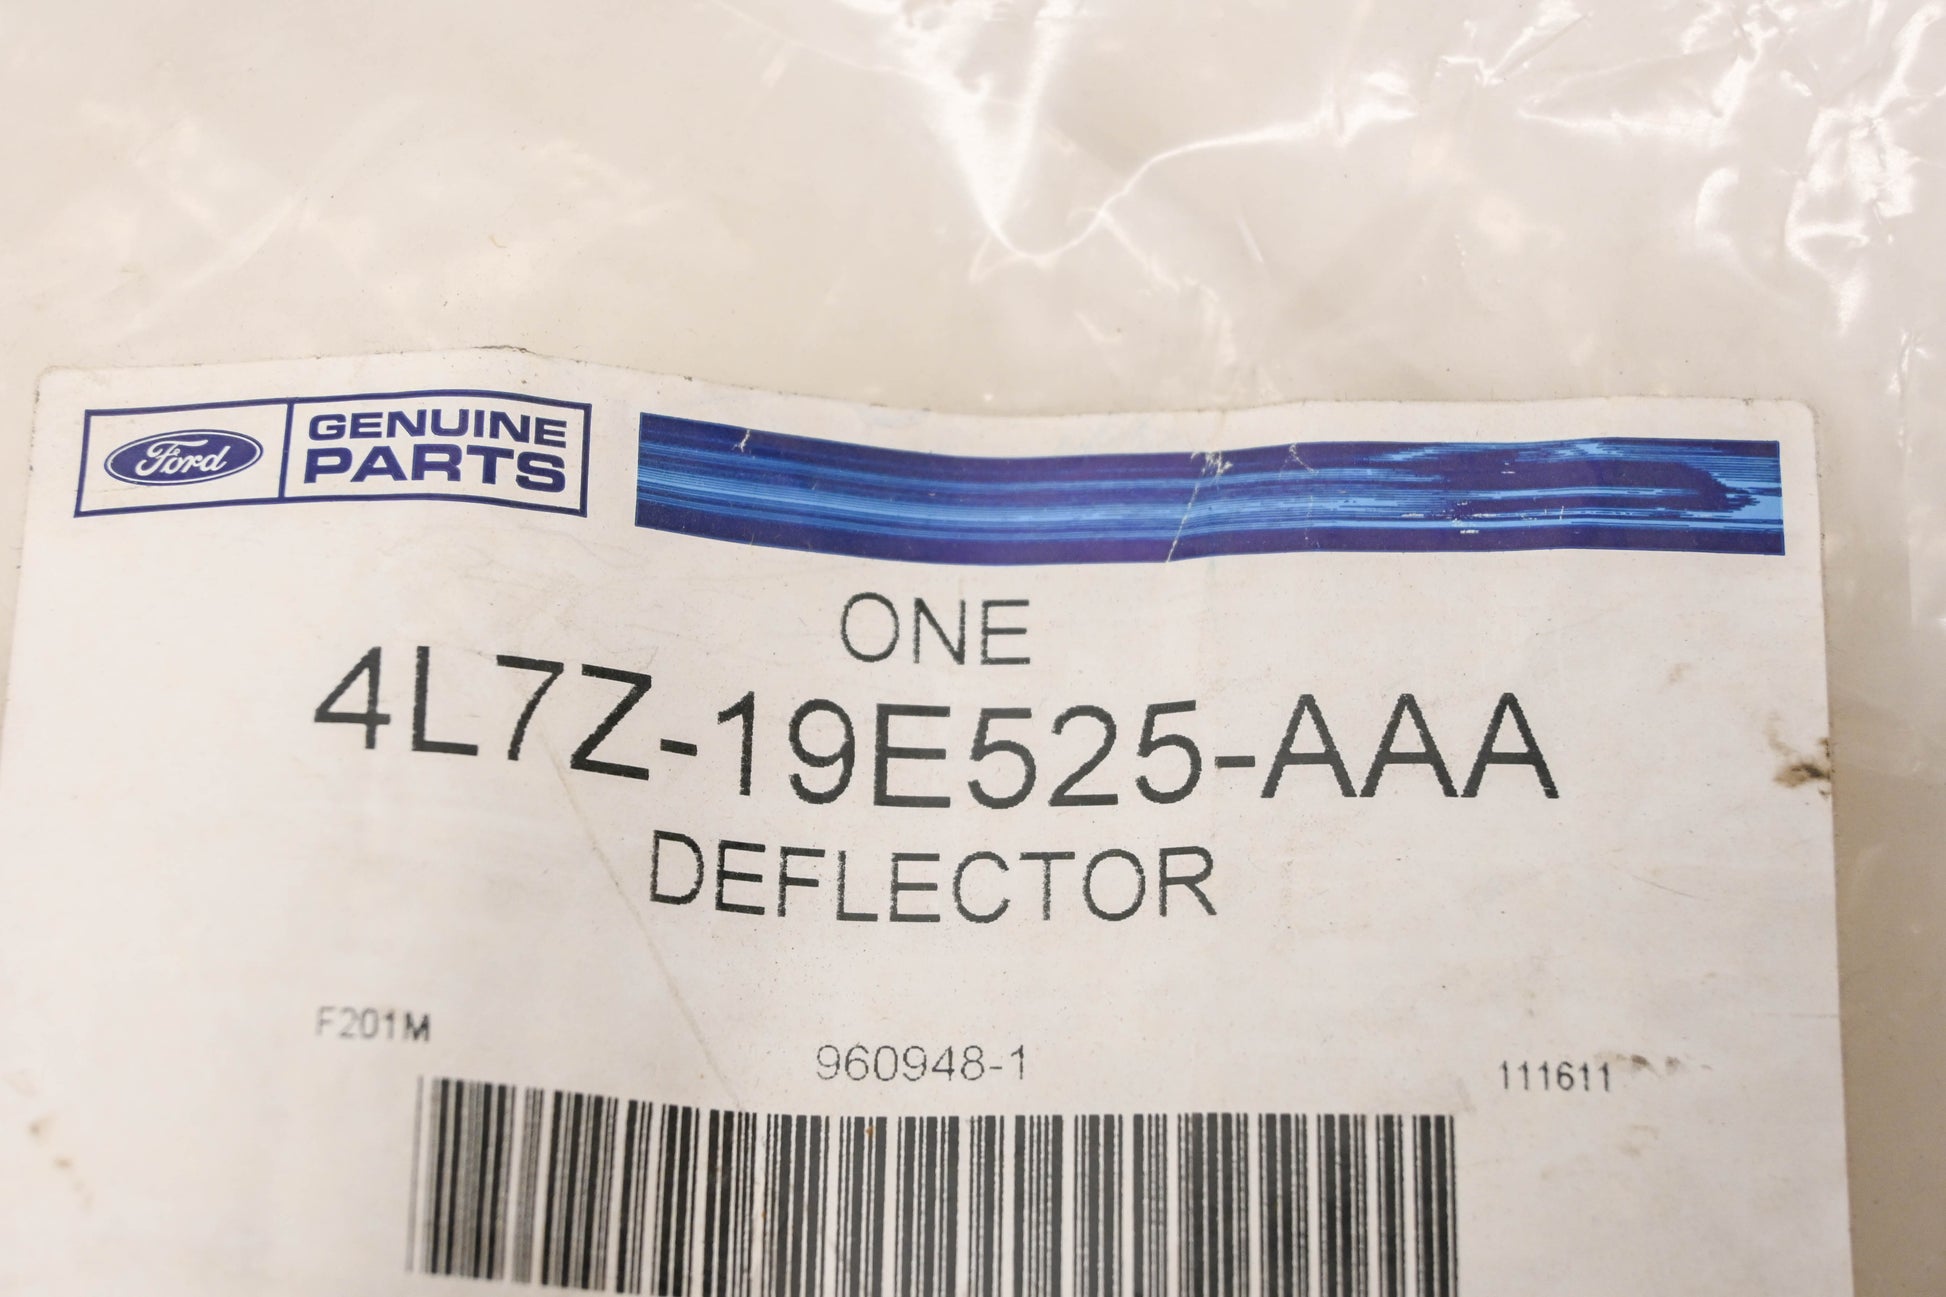 Ford
GENUINE
PARTS
ONE
4L7Z-19E525-AAA
DEFLECTOR
F201M
960948-1
111611